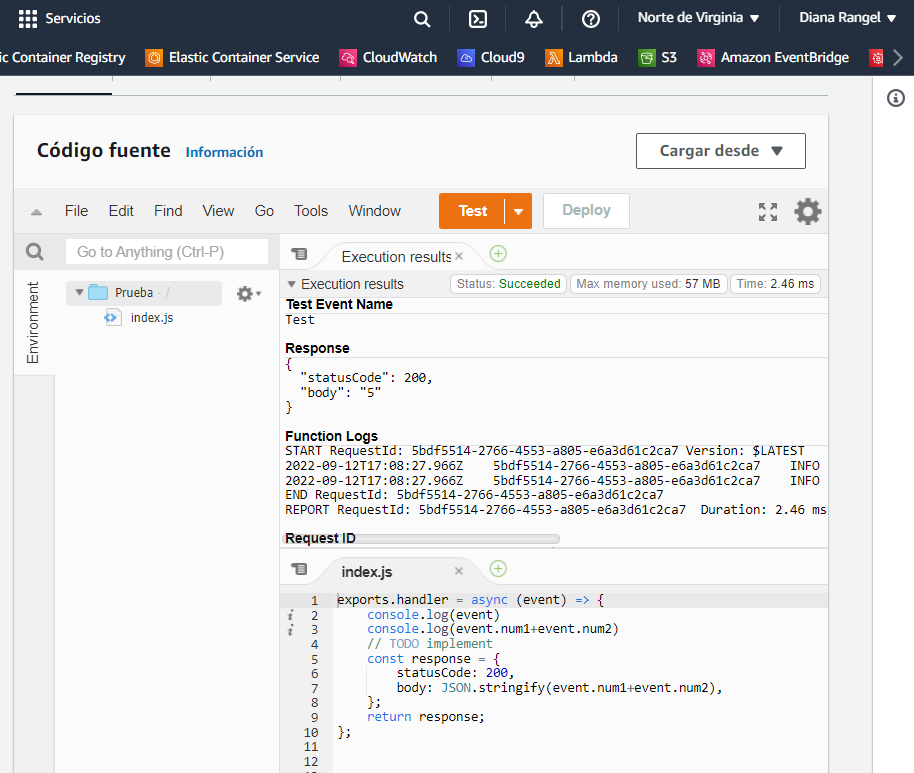 Servicios
Norte de Virginia ▼
Diana Rangel ▼
ic Container Registry
Elastic Container Service
CloudWatch
Cloud9
Lambda
S3
Amazon EventBridge
Código fuente
Información
Cargar desde ▼
File Edit Find View Go Tools Window
Test
Deploy
Go to Anything (Ctrl-P)
Environment
Prueba - /
index.js
Execution results ×
▼ Execution results
Status: Succeeded
Max memory used: 57 MB
Time: 2.46 ms
Test Event Name
Test
Response
{
  "statusCode": 200,
  "body": "5"
}
Function Logs
START RequestId: 5bdf5514-2766-4553-a805-e6a3d61c2ca7 Version: $LATEST
2022-09-12T17:08:27.966Z    5bdf5514-2766-4553-a805-e6a3d61c2ca7    INFO
2022-09-12T17:08:27.966Z    5bdf5514-2766-4553-a805-e6a3d61c2ca7    INFO
END RequestId: 5bdf5514-2766-4553-a805-e6a3d61c2ca7
REPORT RequestId: 5bdf5514-2766-4553-a805-e6a3d61c2ca7  Duration: 2.46 ms
Request ID
index.js ×
1 exports.handler = async (event) => {
2     console.log(event)
3     console.log(event.num1+event.num2)
4     // TODO implement
5     const response = {
6         statusCode: 200,
7         body: JSON.stringify(event.num1+event.num2),
8     };
9     return response;
10 };
11
12